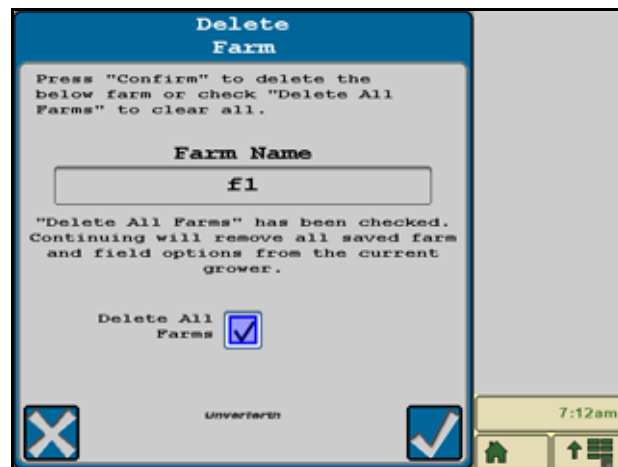 Delete
Farm
Press "Confirm" to delete the
below farm or check "Delete All
Farms" to clear all.
Farm Name
f1
"Delete All Farms" has been checked.
Continuing will remove all saved farm
and field options from the current
grower.
Delete All
Farms
Unverferth
7:12am